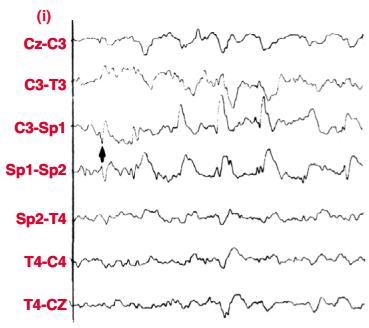 (i)
Cz-C3
C3-T3
C3-Sp1
Sp1-Sp2
Sp2-T4
T4-C4
T4-CZ